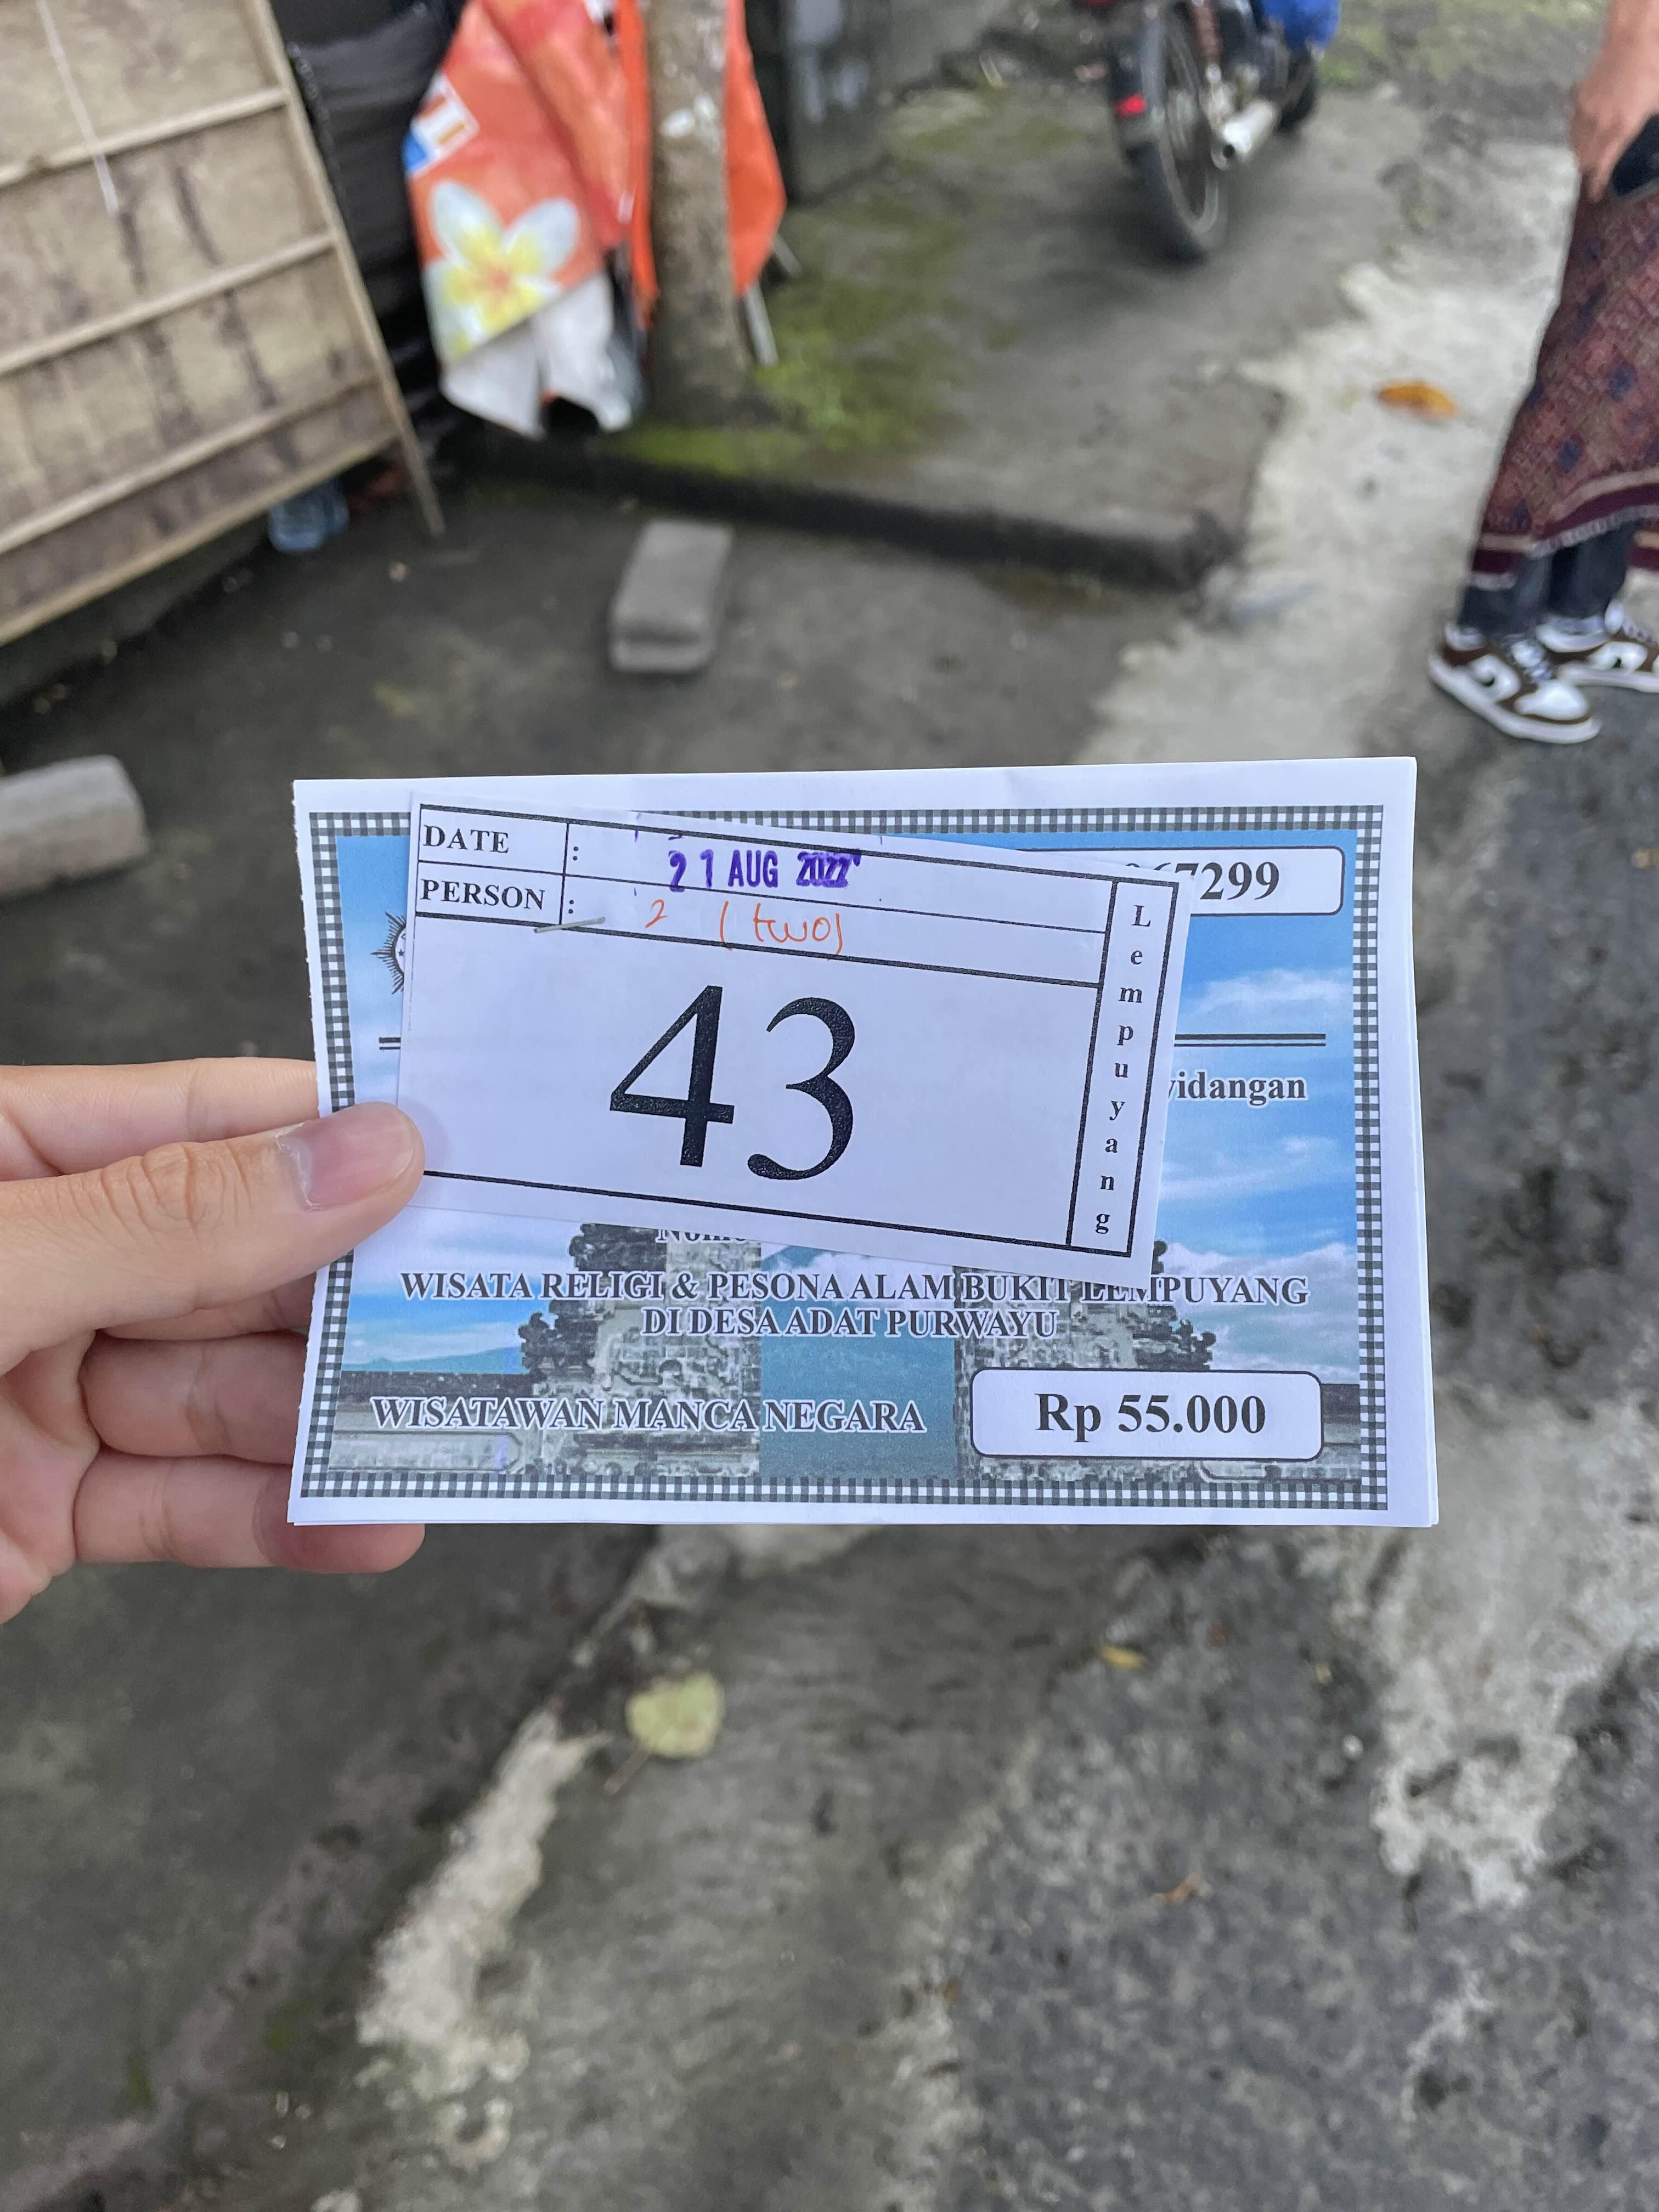 DATE : 21 AUG 2022
PERSON : 2 (two)
43
Lempuyang
7299
WISATA RELIGI & PESONA ALAM BUKIT LEMPUYANG
DI DESA ADAT PURWAYU
WISATAWAN MANCA NEGARA
Rp 55.000